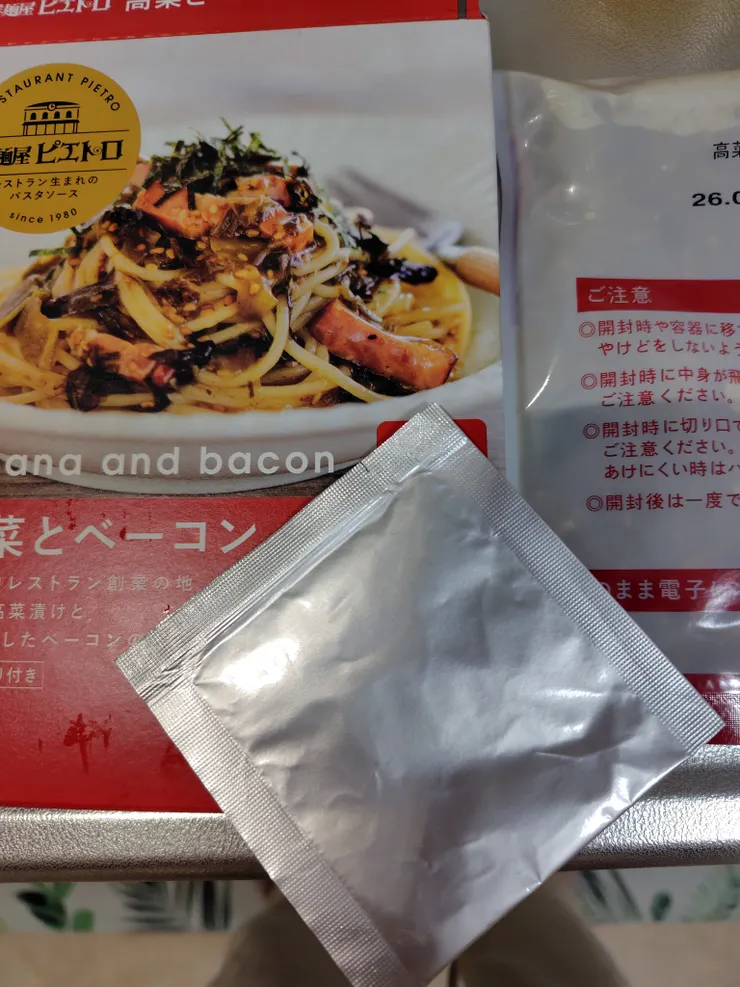 麺屋ピエトロ 高菜と
STAURANT PIETRO
麺屋 ピエトロ
レストラン生まれの
パスタソース
since 1980
ana and bacon
菜とベーコン
レストラン創業の地
高菜漬けと
したベーコンの
り付き
高菜
26.0
ご注意
◎開封時や容器に移
やけどをしないよう
◎開封時に中身が飛
ご注意ください。
◎開封時に切り口で
ご注意ください。
あけにくい時はハ
◎開封後は一度で
のまま電子レ